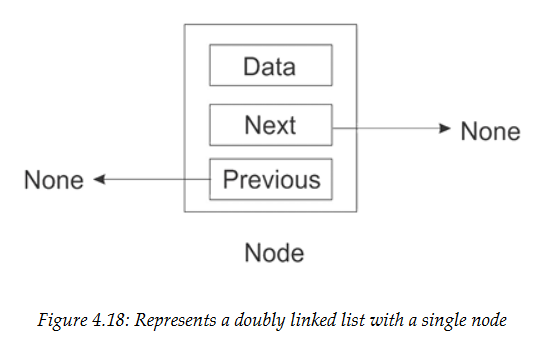 Data
Next
None
None
Previous
Node
Figure 4.18: Represents a doubly linked list with a single node